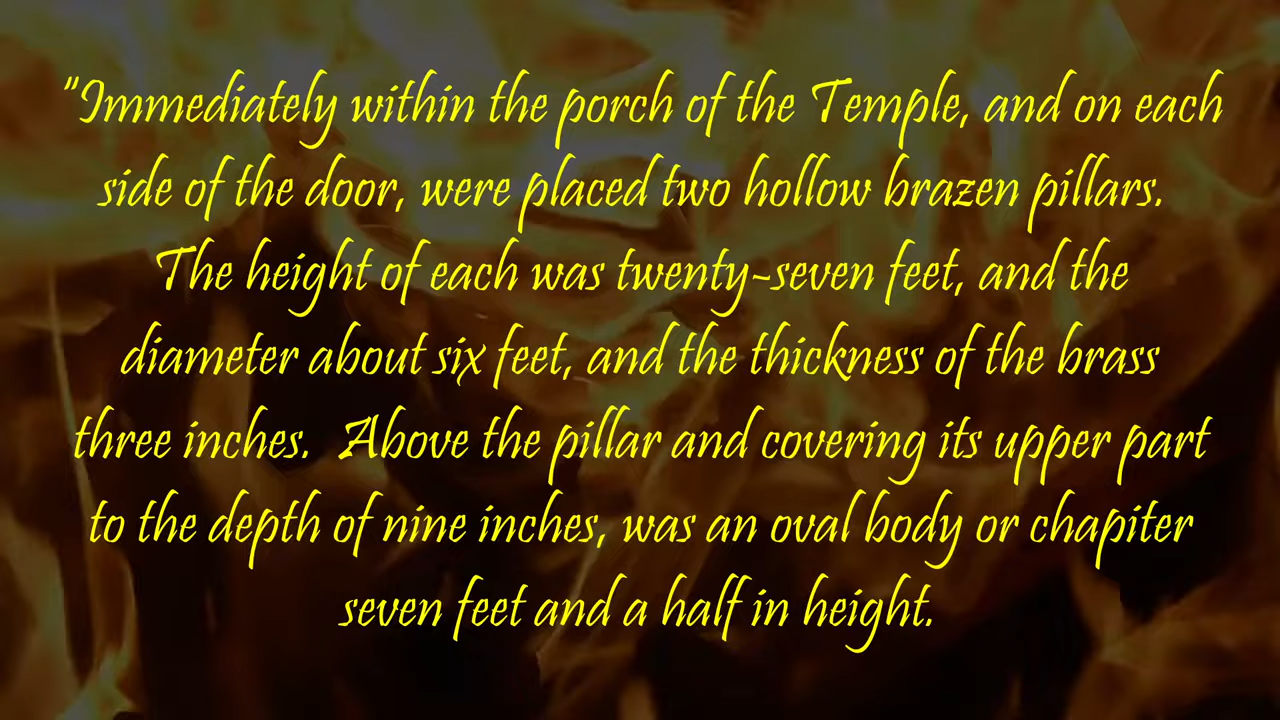 "Immediately within the porch of the Temple, and on each
side of the door, were placed two hollow brazen pillars.
The height of each was twenty-seven feet, and the
diameter about six feet, and the thickness of the brass
three inches.  Above the pillar and covering its upper part
to the depth of nine inches, was an oval body or chapiter
seven feet and a half in height.